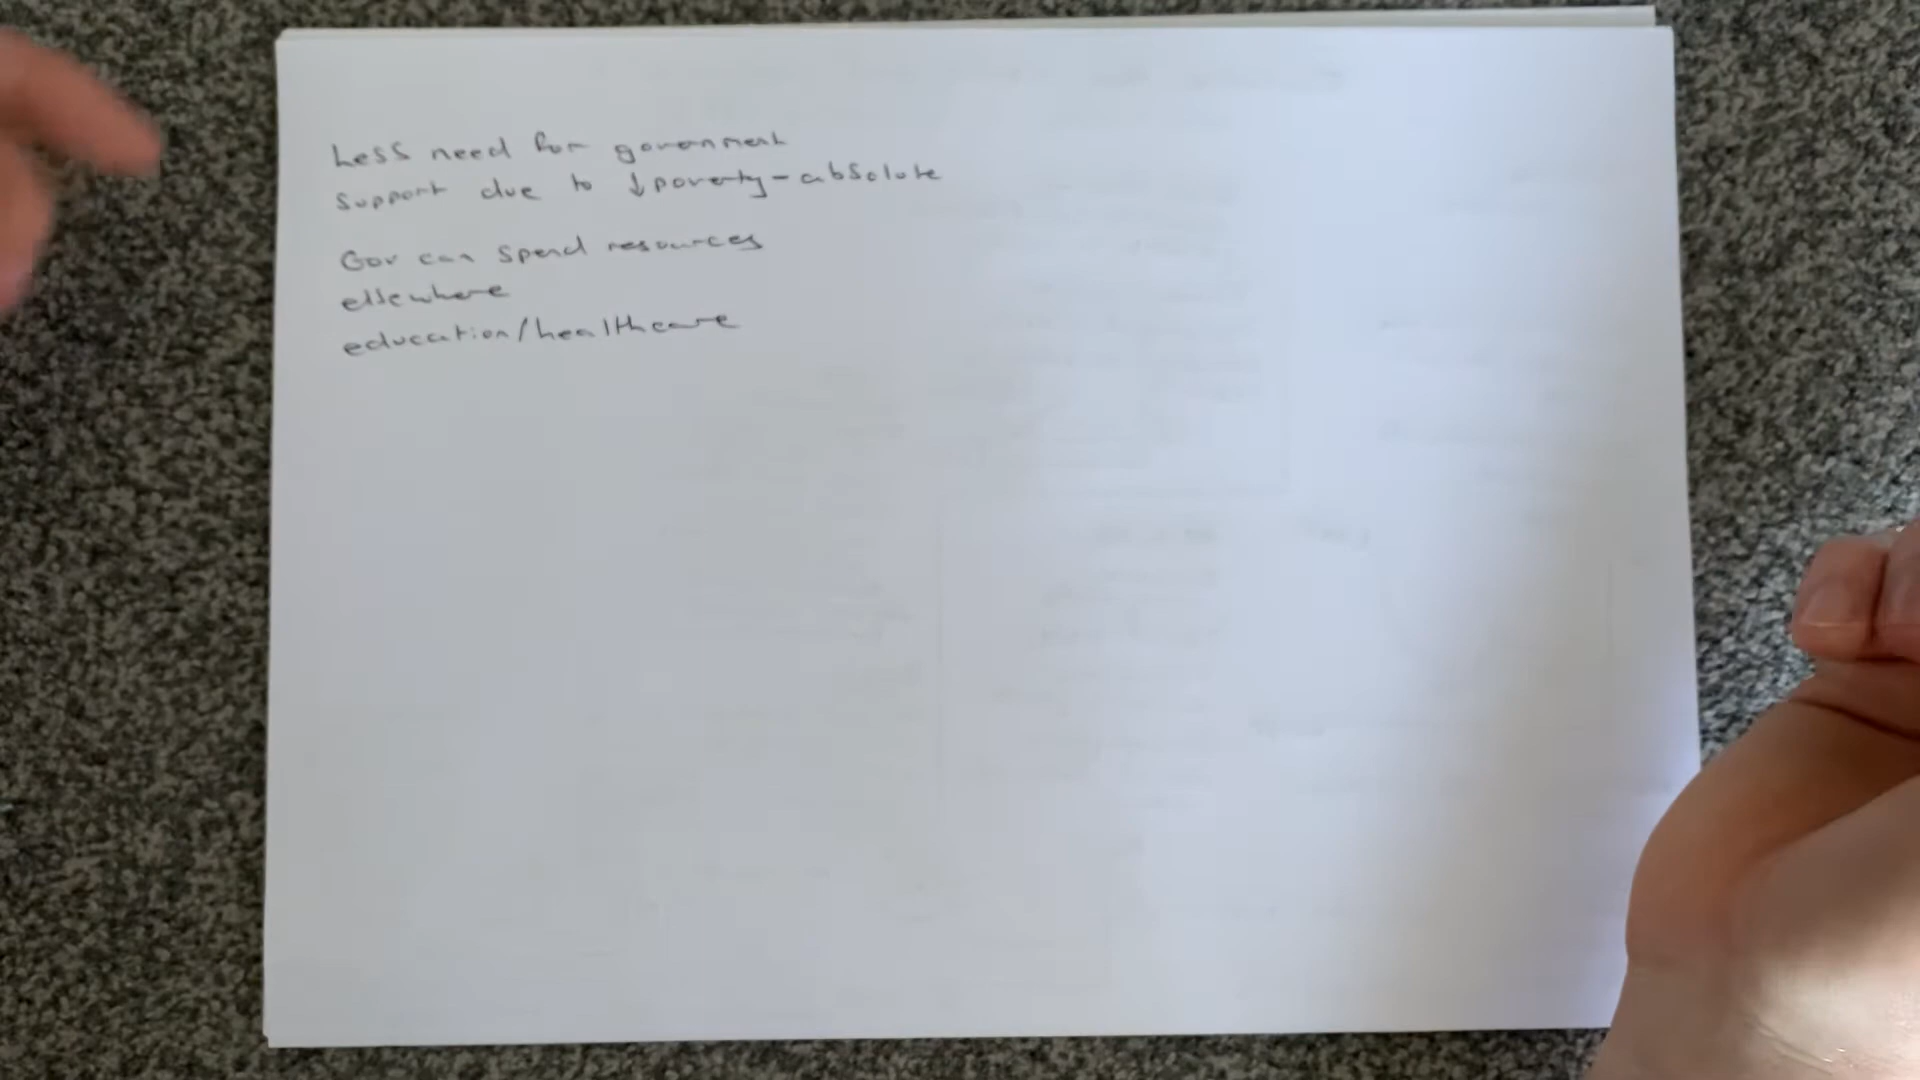 Less need for government
Support due to ↓poverty-absolute
Gov can spend resources
elsewhere
education/healthcare